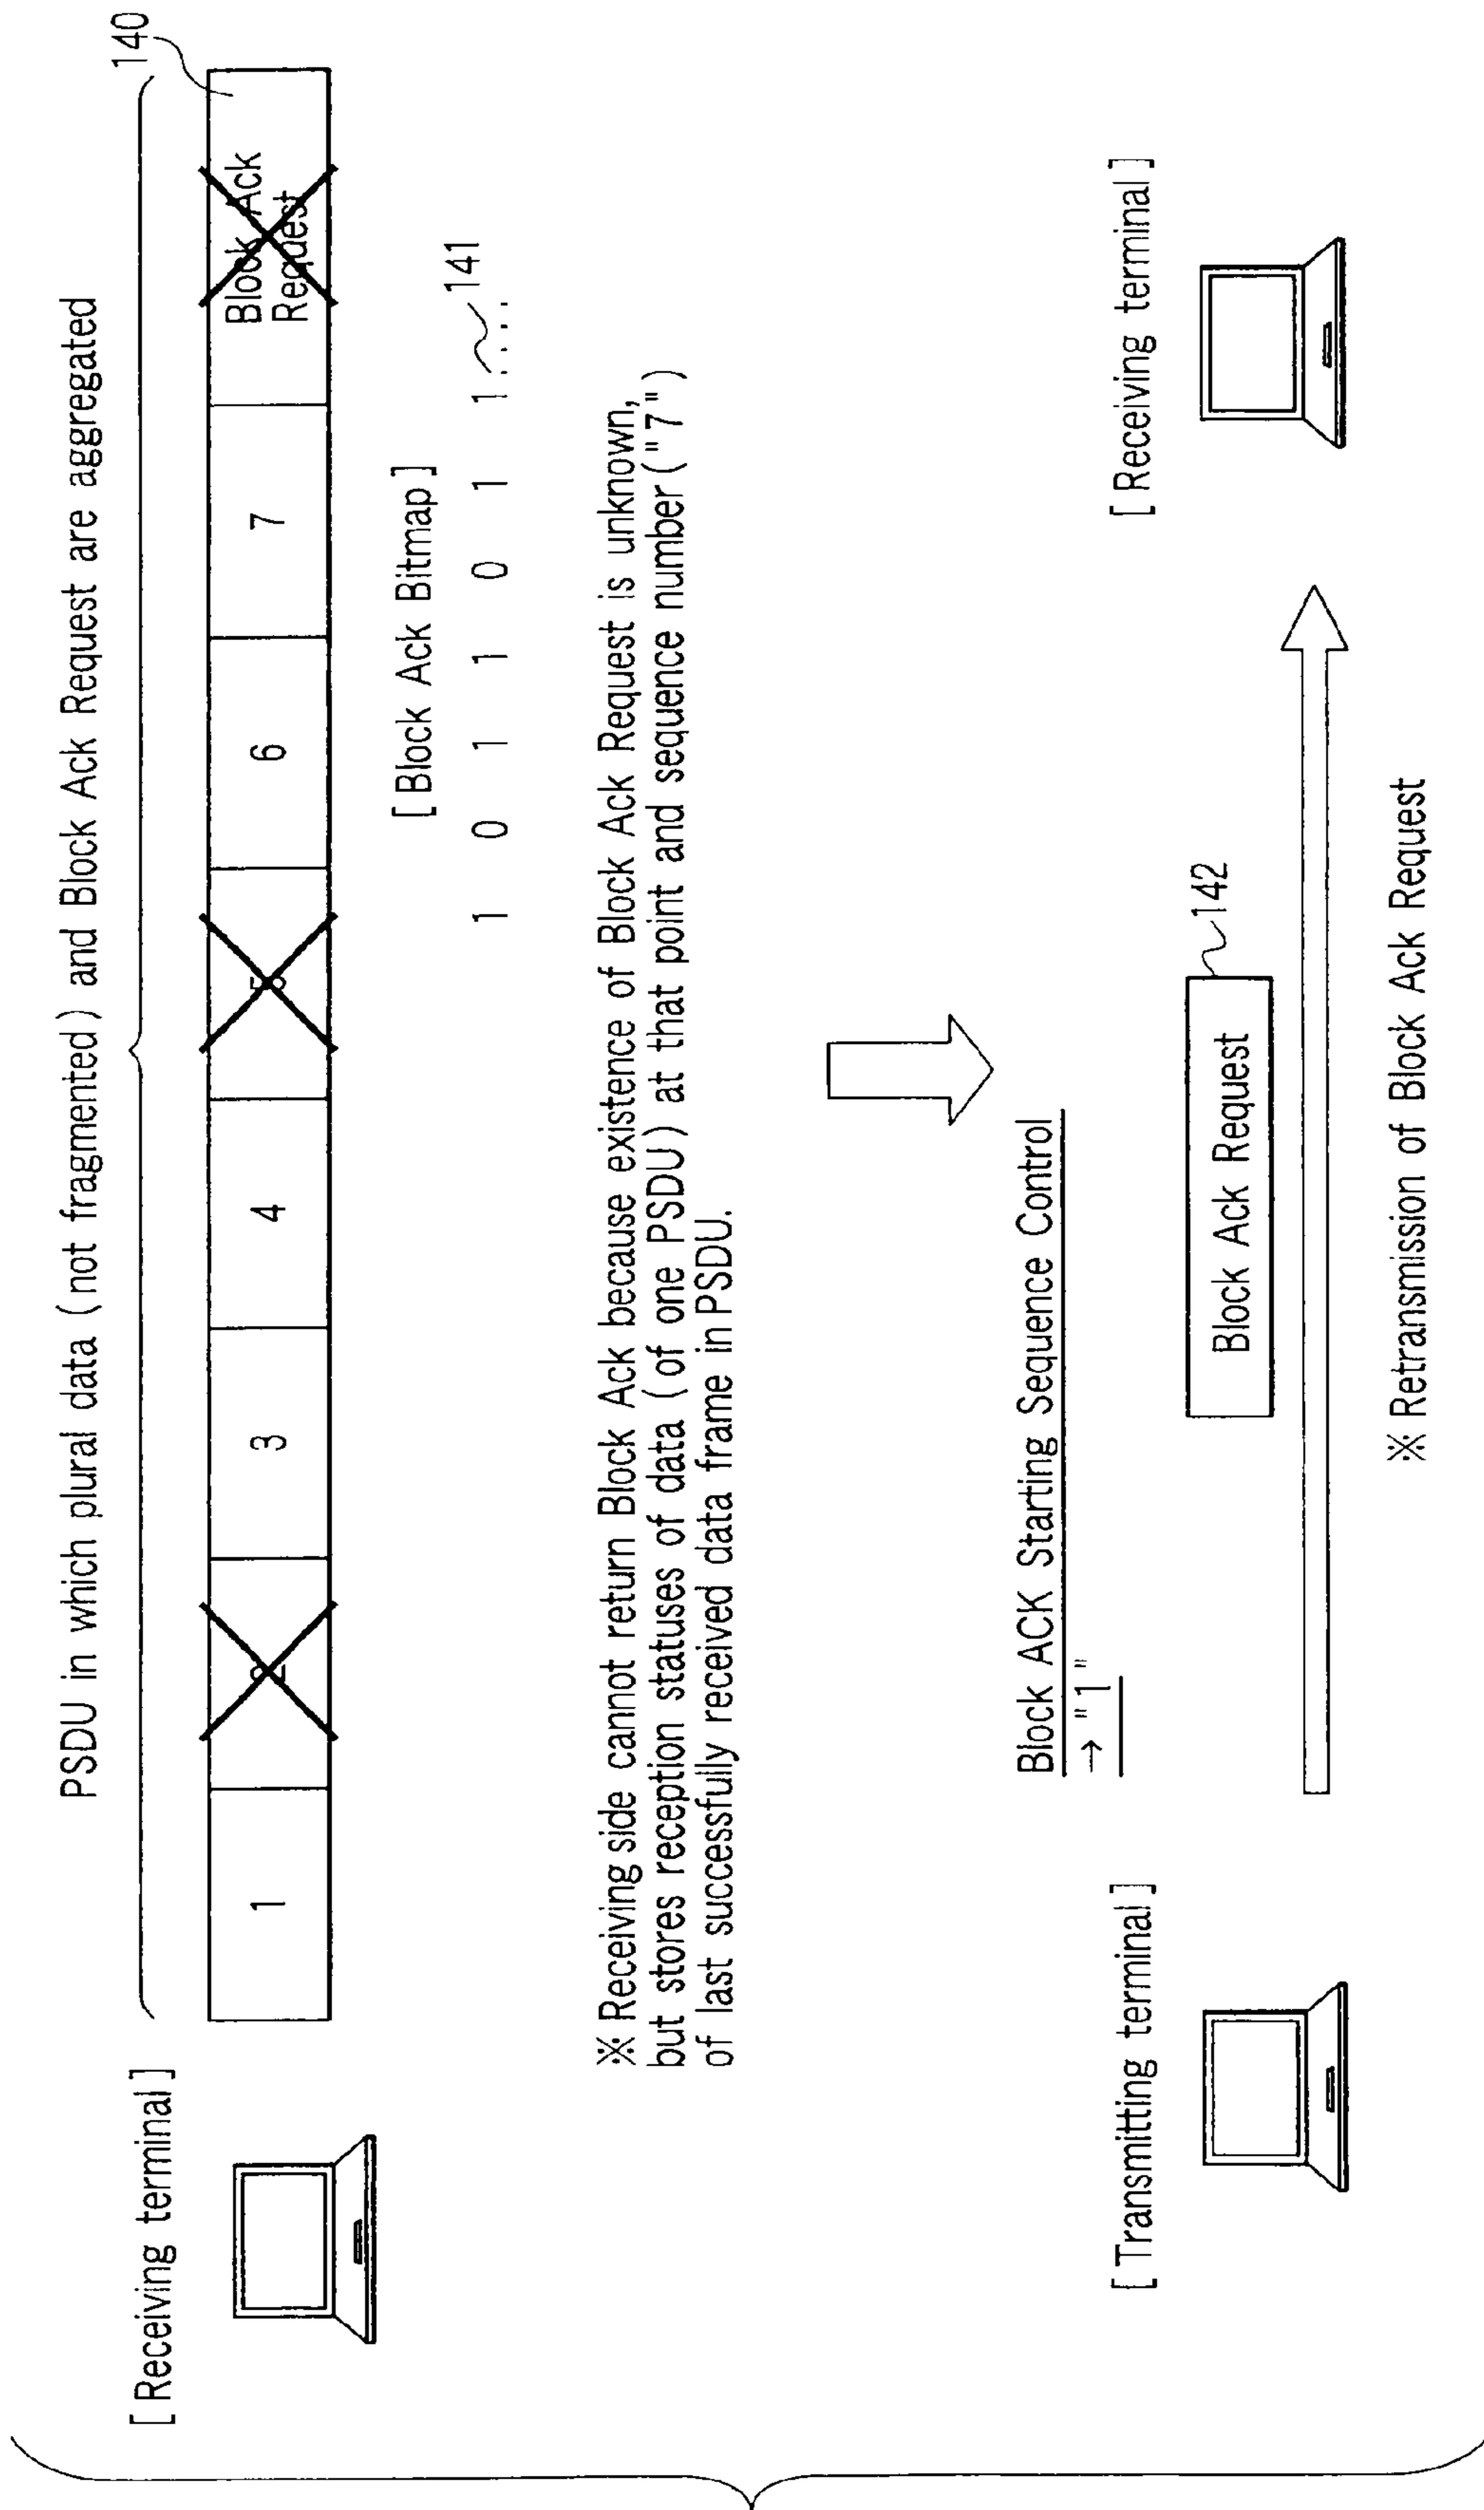 PSDU in which plural data (not fragmented) and Block Ack Request are aggregated
140
[Receiving terminal]
1
2
3
4
5
6
7
Block Ack
Request
[Block Ack Bitmap]
1 0 1 1 0 1 1 .... 141
※ Receiving side cannot return Block Ack because existence of Block Ack Request is unknown,
but stores reception statuses of data (of one PSDU) at that point and sequence number ("7")
of last successfully received data frame in PSDU.
Block ACK Starting Sequence Control
→ "1"
[Transmitting terminal]
Block Ack Request
142
[Receiving terminal]
※ Retransmission of Block Ack Request